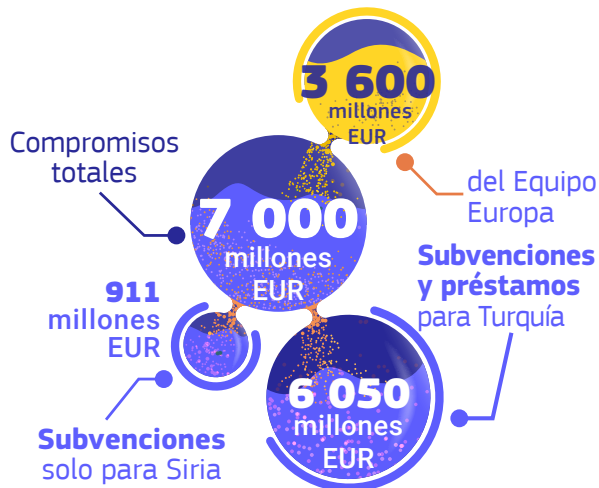 3 600
millones
EUR
Compromisos
totales
del Equipo
Europa
7 000
millones
EUR
Subvenciones
y préstamos
para Turquía
911
millones
EUR
6 050
millones
EUR
Subvenciones
solo para Siria